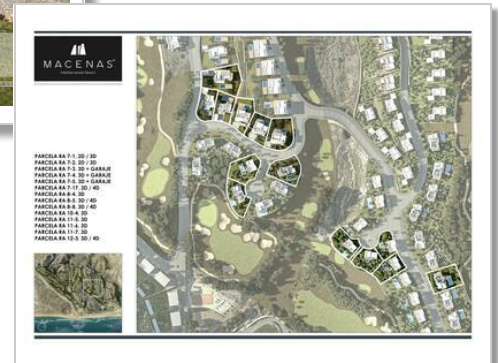 MACENAS
Mediterranean Resort
PARCELA RA 7-1, 2D / 3D
PARCELA RA 7-2, 2D / 3D
PARCELA RA 7-3, 3D + GARAJE
PARCELA RA 7-4, 3D + GARAJE
PARCELA RA 7-5, 3D + GARAJE
PARCELA RA 7-17, 3D / 4D
PARCELA RA 8-4, 3D
PARCELA RA 8-5, 3D / 4D
PARCELA RA 8-8, 3D / 4D
PARCELA RA 10-4, 3D
PARCELA RA 11-5, 3D
PARCELA RA 11-6, 3D
PARCELA RA 11-7, 3D
PARCELA RA 12-3, 3D / 4D